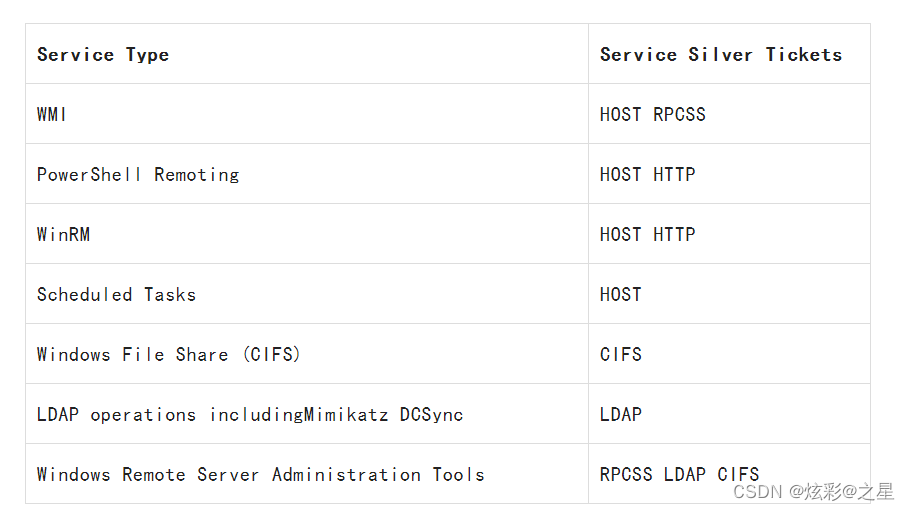 Service Type Service Silver Tickets
WMI HOST RPCSS
PowerShell Remoting HOST HTTP
WinRM HOST HTTP
Scheduled Tasks HOST
Windows File Share (CIFS) CIFS
LDAP operations includingMimikatz DCSync LDAP
Windows Remote Server Administration Tools RPCSS LDAP CIFS
CSDN @炫彩@之星